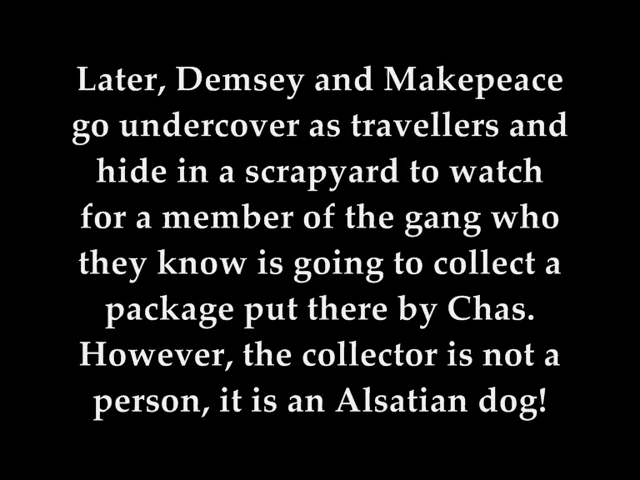 Later, Demsey and Makepeace
go undercover as travellers and
hide in a scrapyard to watch
for a member of the gang who
they know is going to collect a
package put there by Chas.
However, the collector is not a
person, it is an Alsatian dog!